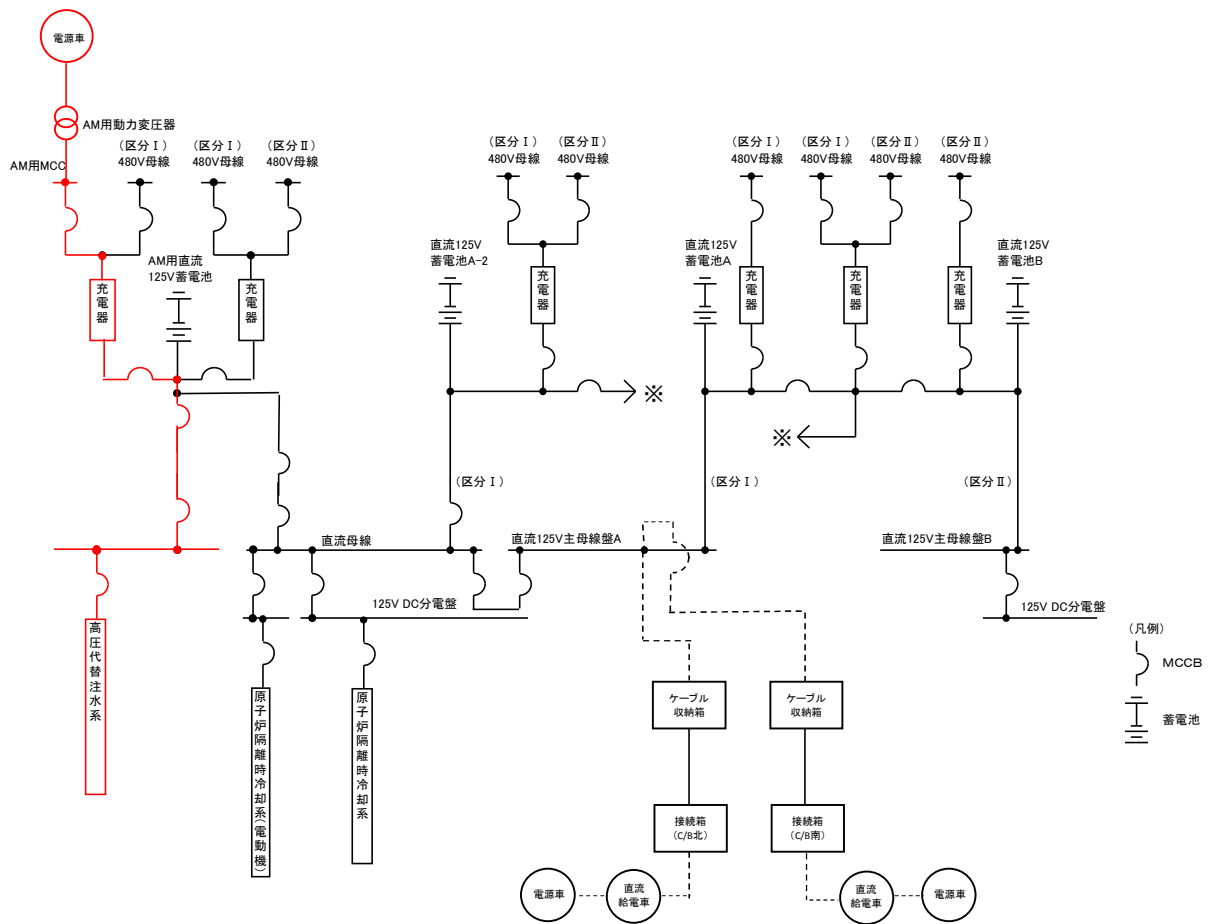 電源車
AM用動力変圧器
AM用MCC
(区分Ⅰ)
480V母線
(区分Ⅰ)
480V母線
(区分Ⅱ)
480V母線
(区分Ⅰ)
480V母線
(区分Ⅱ)
480V母線
(区分Ⅰ)
480V母線
(区分Ⅰ)
480V母線
(区分Ⅱ)
480V母線
(区分Ⅱ)
480V母線
充電器
AM用直流
125V蓄電池
充電器
直流125V
蓄電池A-2
充電器
直流125V
蓄電池A
充電器
充電器
充電器
直流125V
蓄電池B
※
※
(区分Ⅰ)
(区分Ⅰ)
(区分Ⅱ)
直流母線
直流125V主母線盤A
直流125V主母線盤B
125V DC分電盤
125V DC分電盤
高圧代替注水系
原子炉隔離時冷却系(電動機)
原子炉隔離時冷却系
ケーブル
収納箱
ケーブル
収納箱
接続箱
(C/B北)
接続箱
(C/B南)
電源車
直流
給電車
直流
給電車
電源車
(凡例)
MCCB
蓄電池